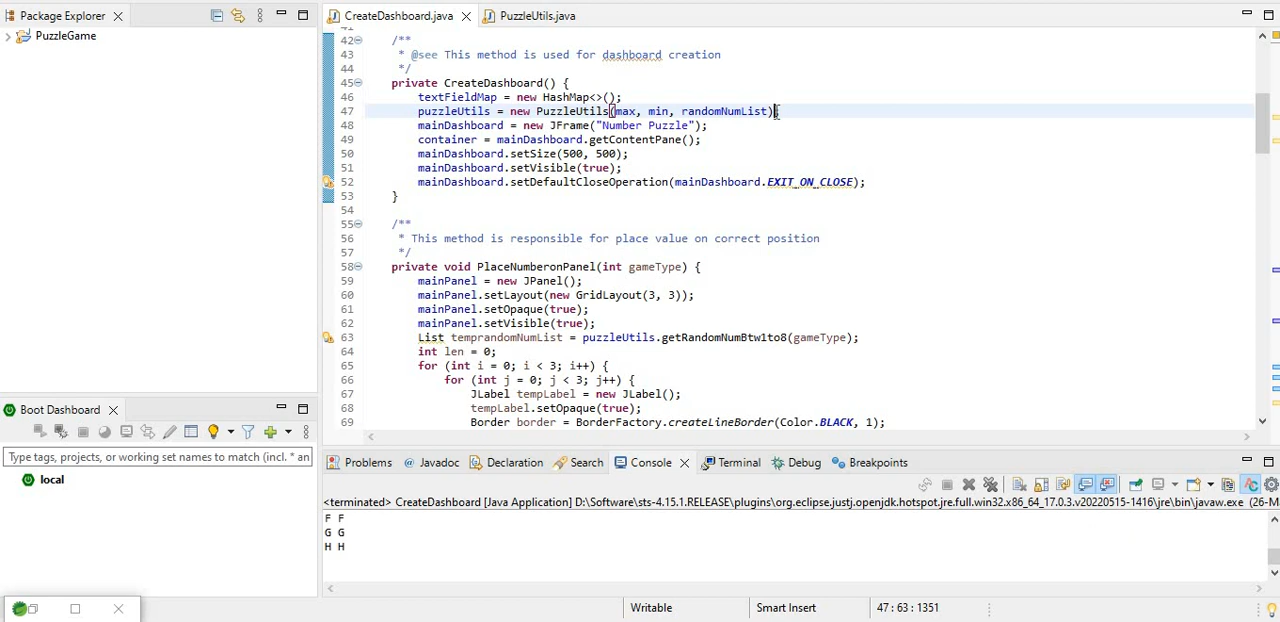 Package Explorer
PuzzleGame
CreateDashboard.java
PuzzleUtils.java
41
42 /**
43 * @see This method is used for dashboard creation
44 */
45 private CreateDashboard() {
46 textFieldMap = new HashMap<>();
47 puzzleUtils = new PuzzleUtils(max, min, randomNumList);
48 mainDashboard = new JFrame("Number Puzzle");
49 container = mainDashboard.getContentPane();
50 mainDashboard.setSize(500, 500);
51 mainDashboard.setVisible(true);
52 mainDashboard.setDefaultCloseOperation(mainDashboard.EXIT_ON_CLOSE);
53 }
54
55 /**
56 * This method is responsible for place value on correct position
57 */
58 private void PlaceNumberonPanel(int gameType) {
59 mainPanel = new JPanel();
60 mainPanel.setLayout(new GridLayout(3, 3));
61 mainPanel.setOpaque(true);
62 mainPanel.setVisible(true);
63 List temprandomNumList = puzzleUtils.getRandomNumBtw1to8(gameType);
64 int len = 0;
65 for (int i = 0; i < 3; i++) {
66 for (int j = 0; j < 3; j++) {
67 JLabel tempLabel = new JLabel();
68 tempLabel.setOpaque(true);
69 Border border = BorderFactory.createLineBorder(Color.BLACK, 1);
Boot Dashboard
Type tags, projects, or working set names to match (incl. * an
local
Problems @ Javadoc Declaration Search Console Terminal Debug Breakpoints
<terminated> CreateDashboard [Java Application] D:\Software\sts-4.15.1.RELEASE\plugins\org.eclipse.justj.openjdk.hotspot.jre.full.win32.x86_64_17.0.3.v20220515-1416\jre\bin\javaw.exe (26-M
F F
G G
H H
Writable Smart Insert 47 : 63 : 1351